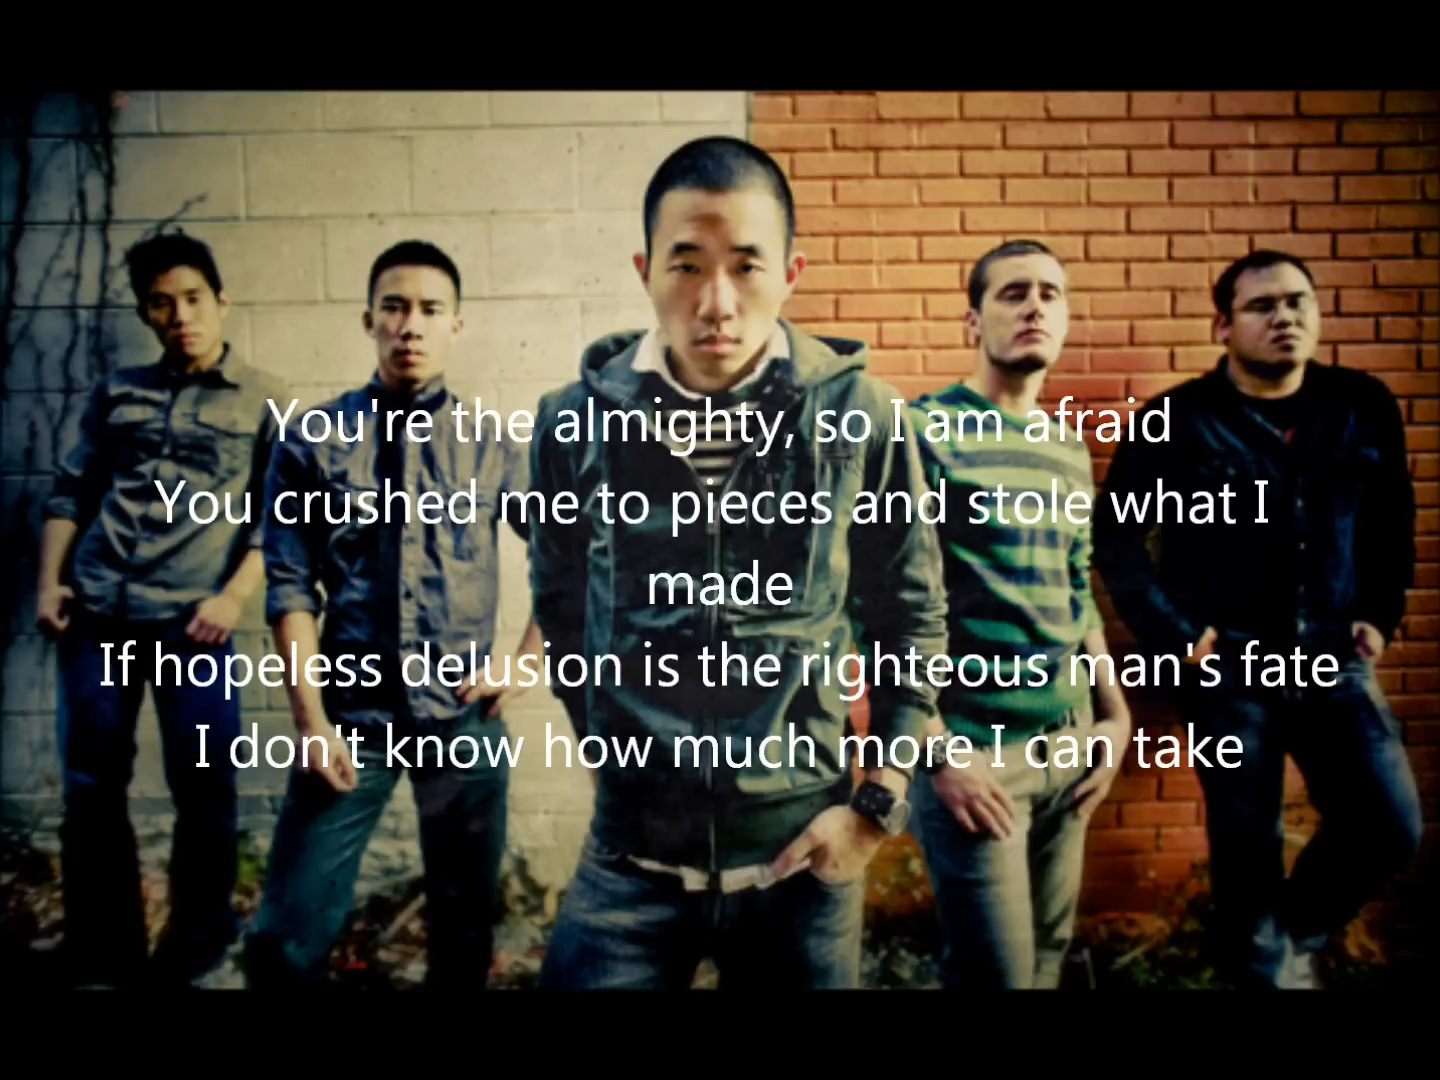 You're the almighty, so I am afraid
You crushed me to pieces and stole what I
made
If hopeless delusion is the righteous man's fate
I don't know how much more I can take